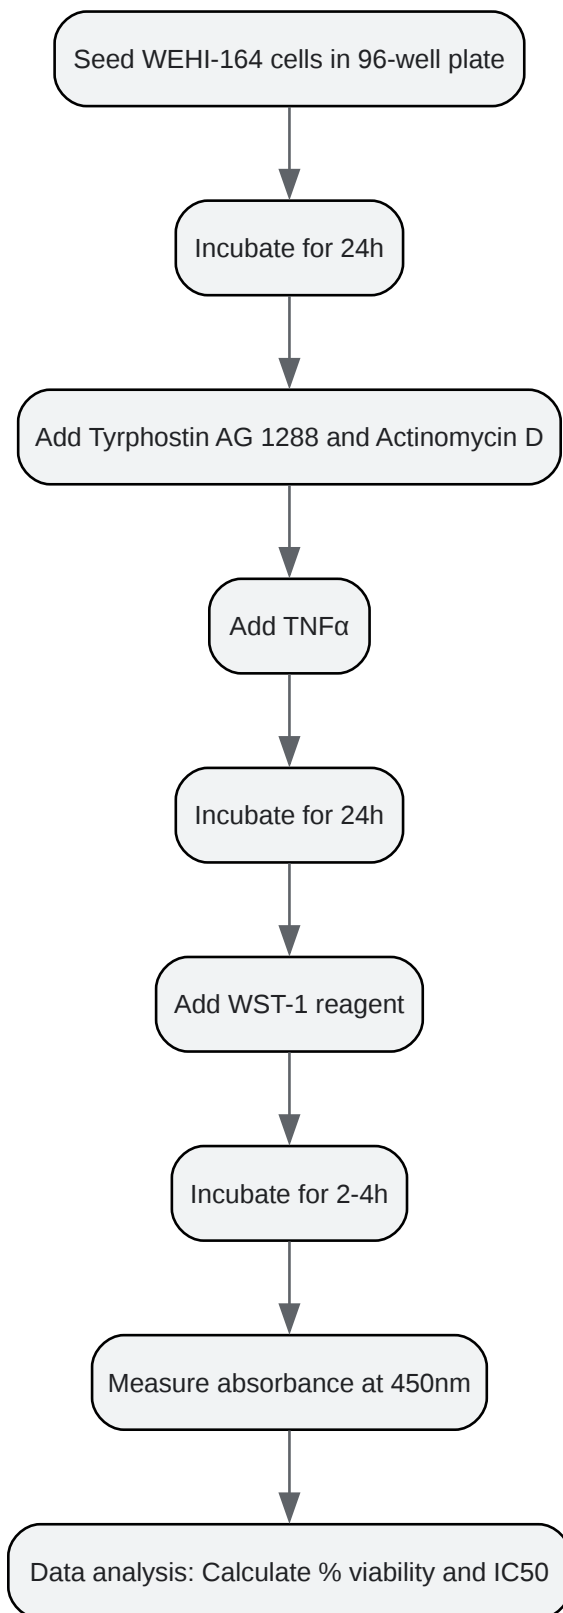 Seed WEHI-164 cells in 96-well plate
Incubate for 24h
Add Tyrphostin AG 1288 and Actinomycin D
Add TNFα
Incubate for 24h
Add WST-1 reagent
Incubate for 2-4h
Measure absorbance at 450nm
Data analysis: Calculate % viability and IC50